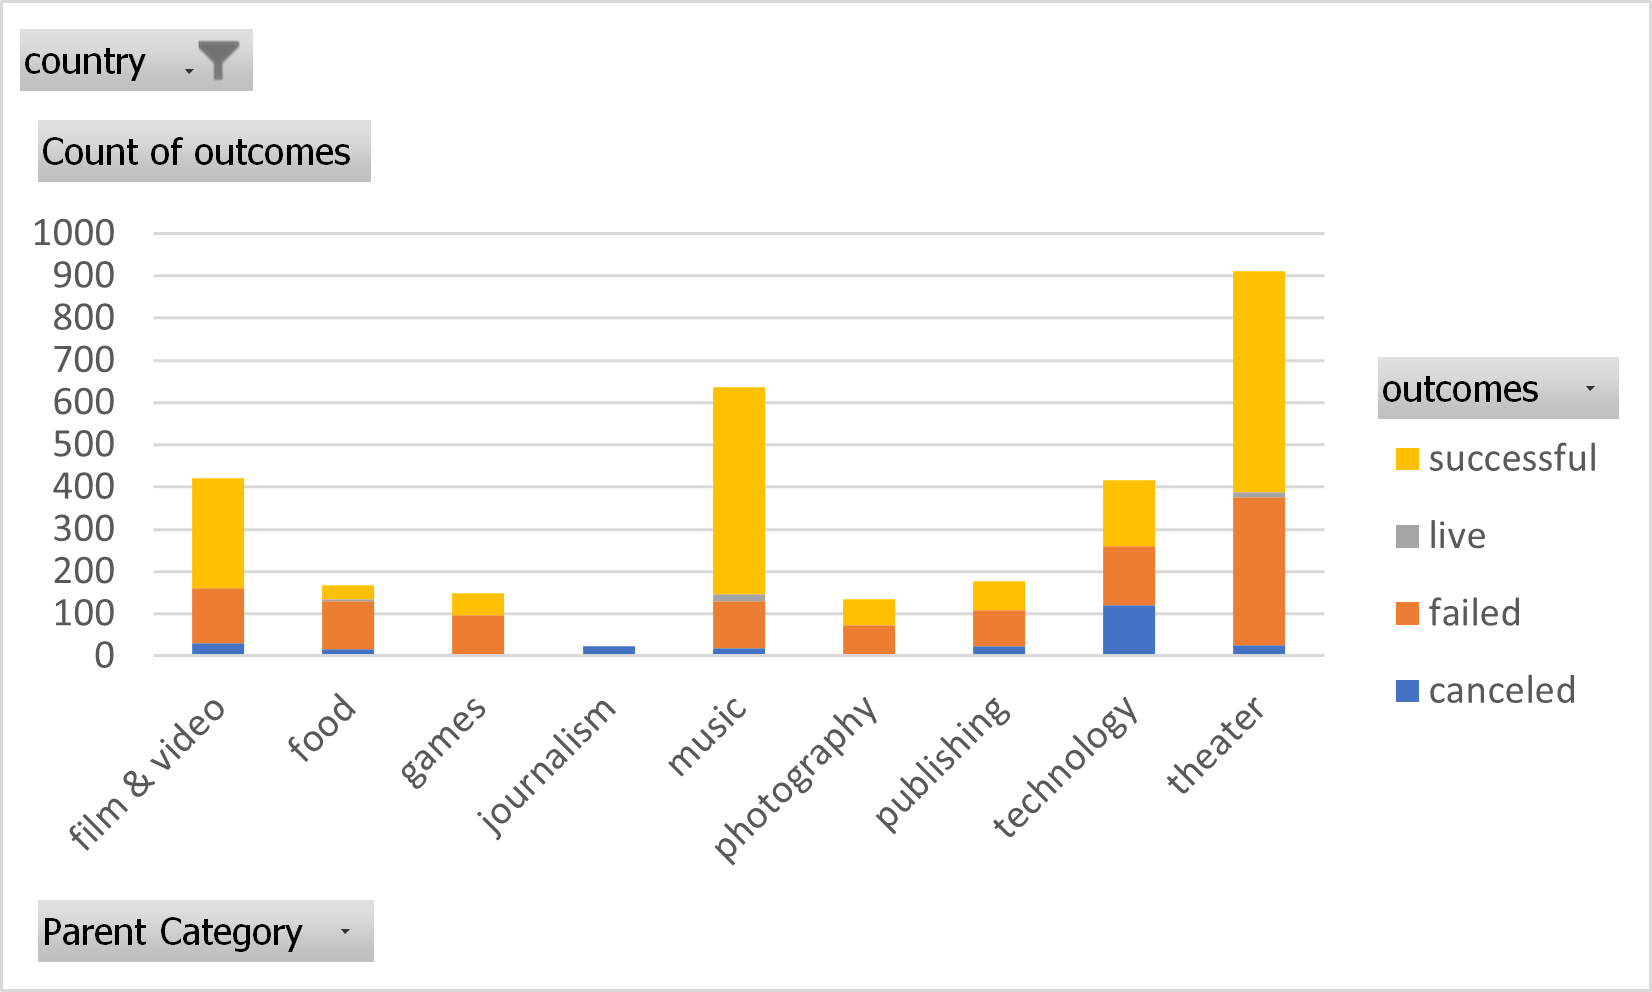 country
Count of outcomes
1000
900
800
700
600
500
400
300
200
100
0
film & video
food
games
journalism
music
photography
publishing
technology
theater
outcomes
successful
live
failed
canceled
Parent Category